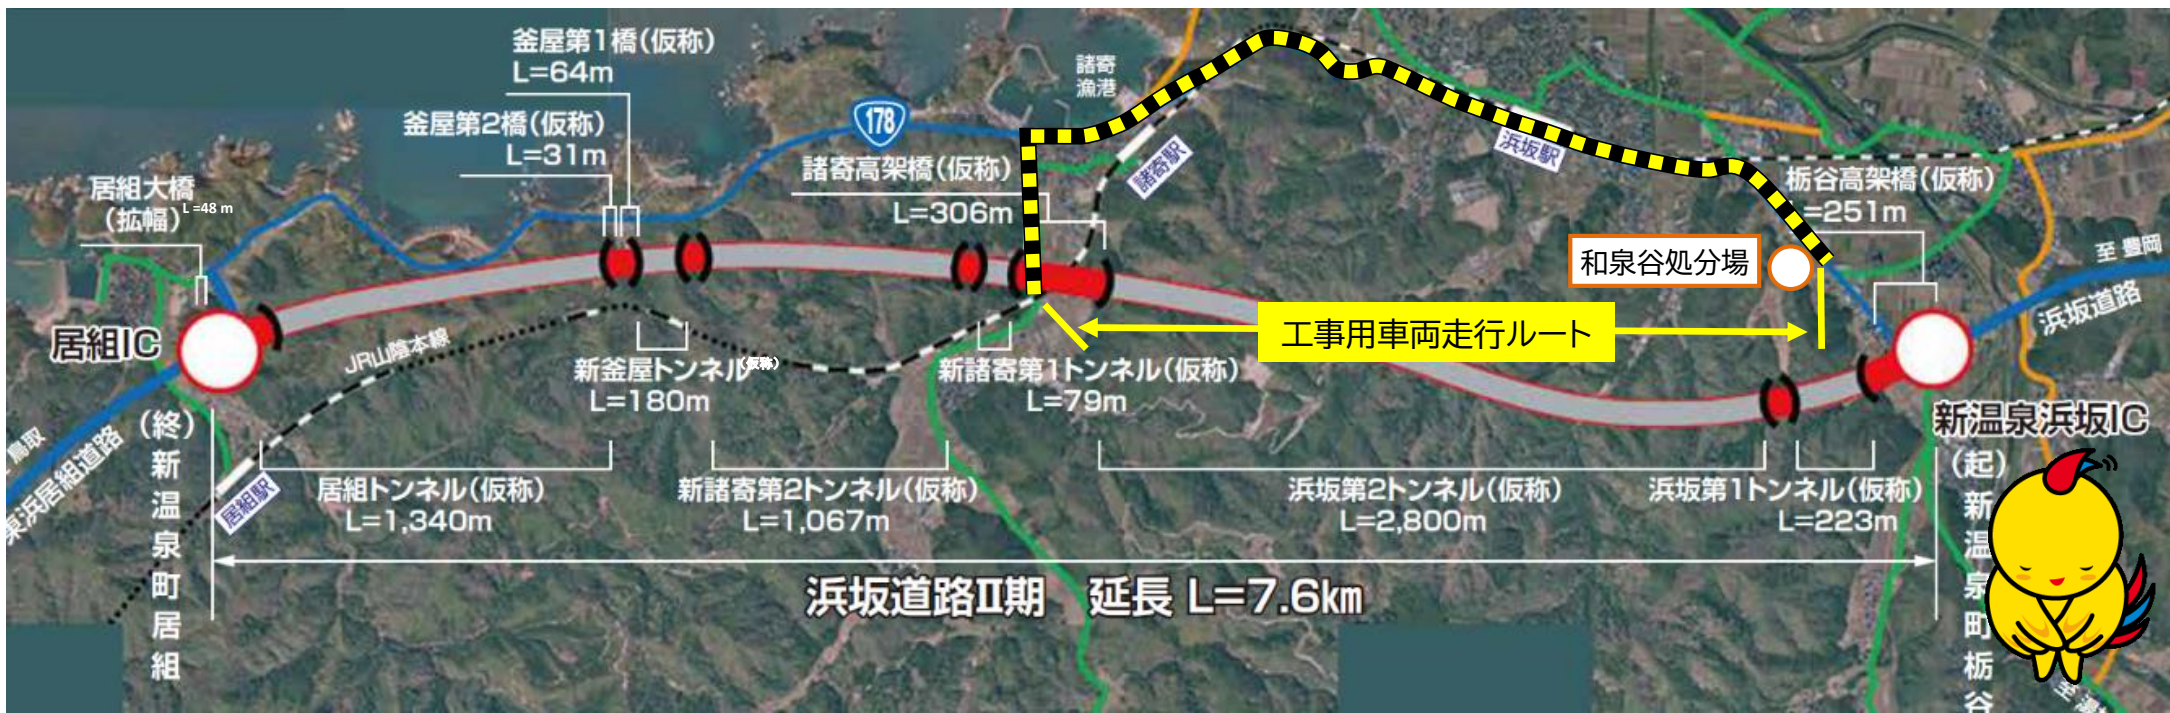 釜屋第1橋(仮称)
L=64m
諸寄
漁港
178
釜屋第2橋(仮称)
L=31m
諸寄高架橋(仮称)
L=306m
諸寄駅
浜坂駅
居組大橋
(拡幅)
L=48 m
栃谷高架橋(仮称)
=251m
和泉谷処分場
至 豊岡
浜坂道路
工事用車両走行ルート
居組IC
JR山陰本線
新釜屋トンネル(仮称)
L=180m
新諸寄第1トンネル(仮称)
L=79m
新温泉浜坂IC
鳥取
東浜居組道路
(終)新温泉町居組
居組駅
居組トンネル(仮称)
L=1,340m
新諸寄第2トンネル(仮称)
L=1,067m
浜坂第2トンネル(仮称)
L=2,800m
浜坂第1トンネル(仮称)
L=223m
(起)新温泉町栃谷
浜坂道路Ⅱ期 延長 L=7.6km